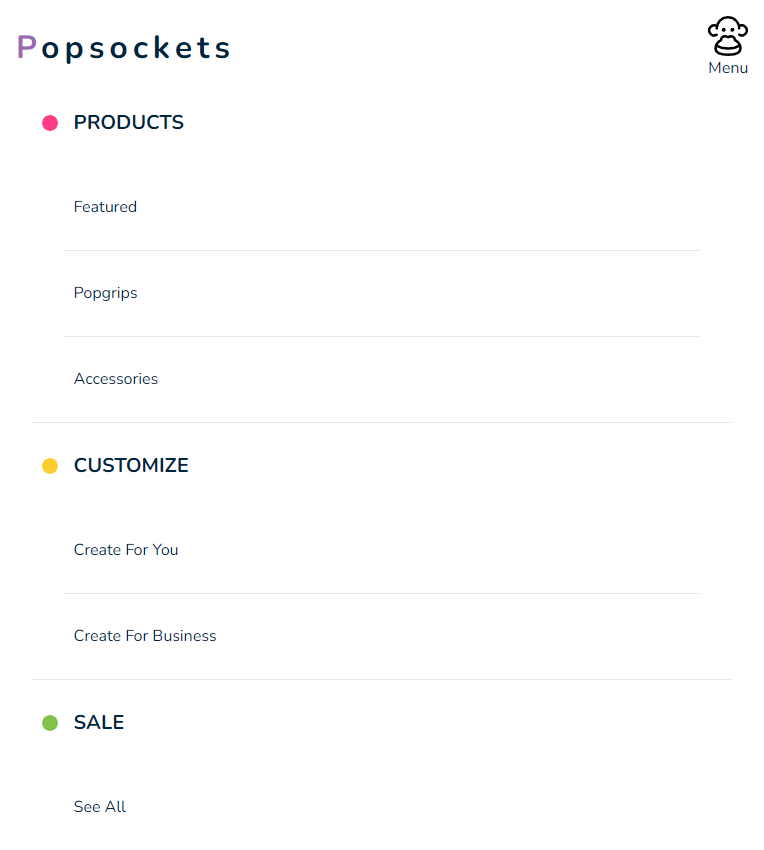 Popsockets
Menu
PRODUCTS
Featured
Popgrips
Accessories
CUSTOMIZE
Create For You
Create For Business
SALE
See All